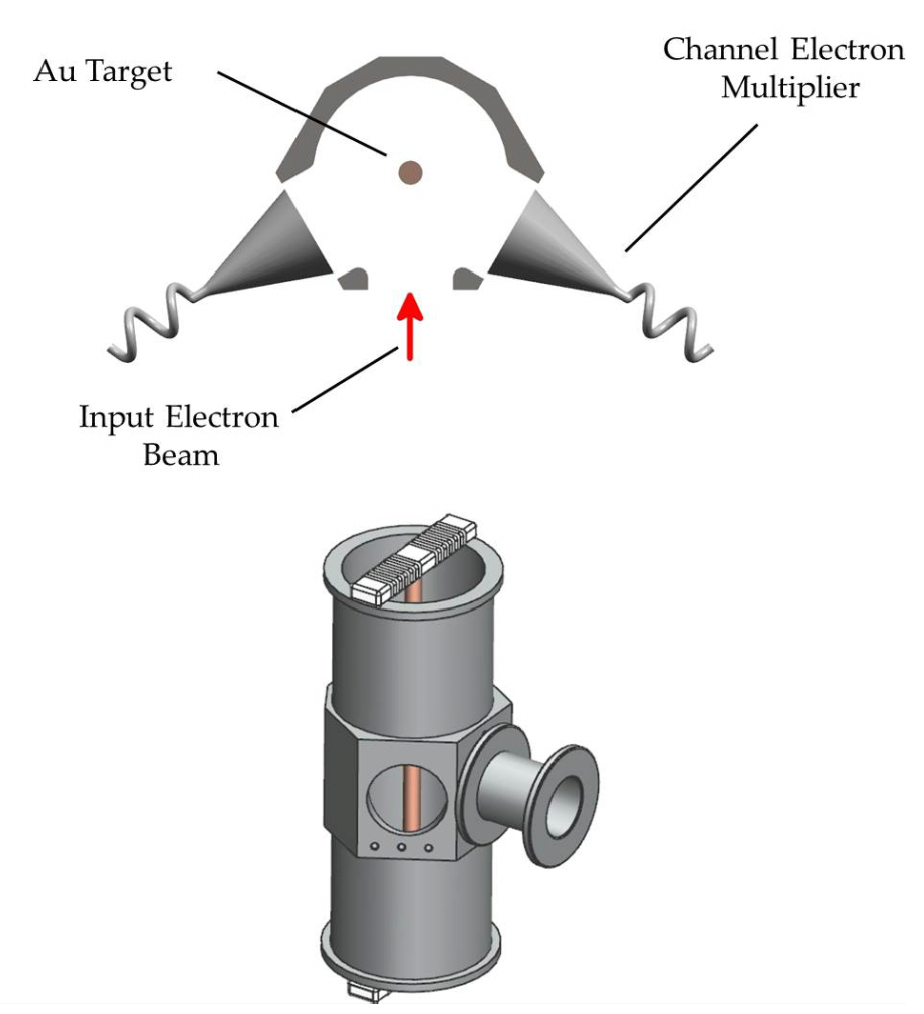 Au Target
Channel Electron
Multiplier
Input Electron
Beam